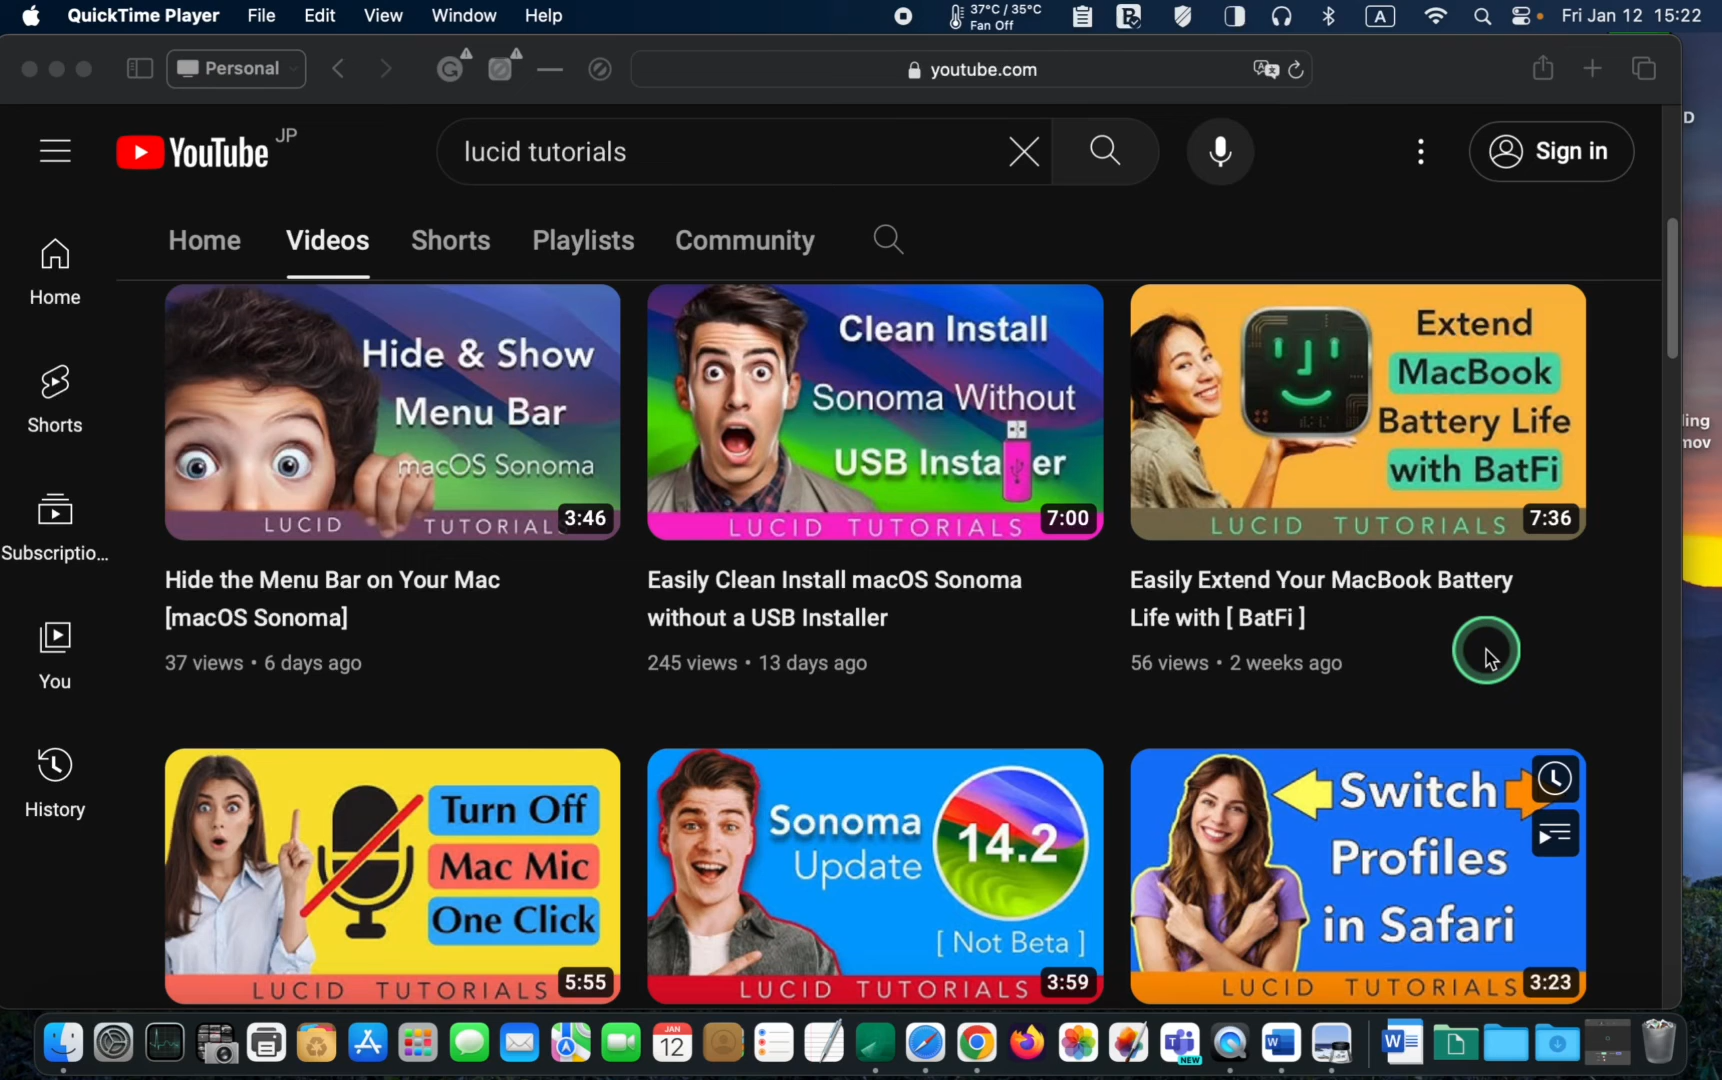 QuickTime Player File Edit View Window Help
37°C / 35°C
Fan Off
A
Fri Jan 12 15:22
Personal
youtube.com
YouTube JP
lucid tutorials
Sign in
Home Videos Shorts Playlists Community
Home
Shorts
Subscriptio...
You
History
Hide & Show
Menu Bar
macOS Sonoma
LUCID TUTORIAL
3:46
Hide the Menu Bar on Your Mac
[macOS Sonoma]
37 views • 6 days ago
Clean Install
Sonoma Without
USB Insta er
LUCID TUTORIALS
7:00
Easily Clean Install macOS Sonoma
without a USB Installer
245 views • 13 days ago
Extend
MacBook
Battery Life
with BatFi
LUCID TUTORIALS
7:36
Easily Extend Your MacBook Battery
Life with [ BatFi ]
56 views • 2 weeks ago
Turn Off
Mac Mic
One Click
LUCID TUTORIALS
5:55
Sonoma
Update
14.2
[ Not Beta ]
LUCID TUTORIALS
3:59
Switch
Profiles
in Safari
LUCID TUTORIALS
3:23
D
ing
mov
JAN
12
NEW
W
W